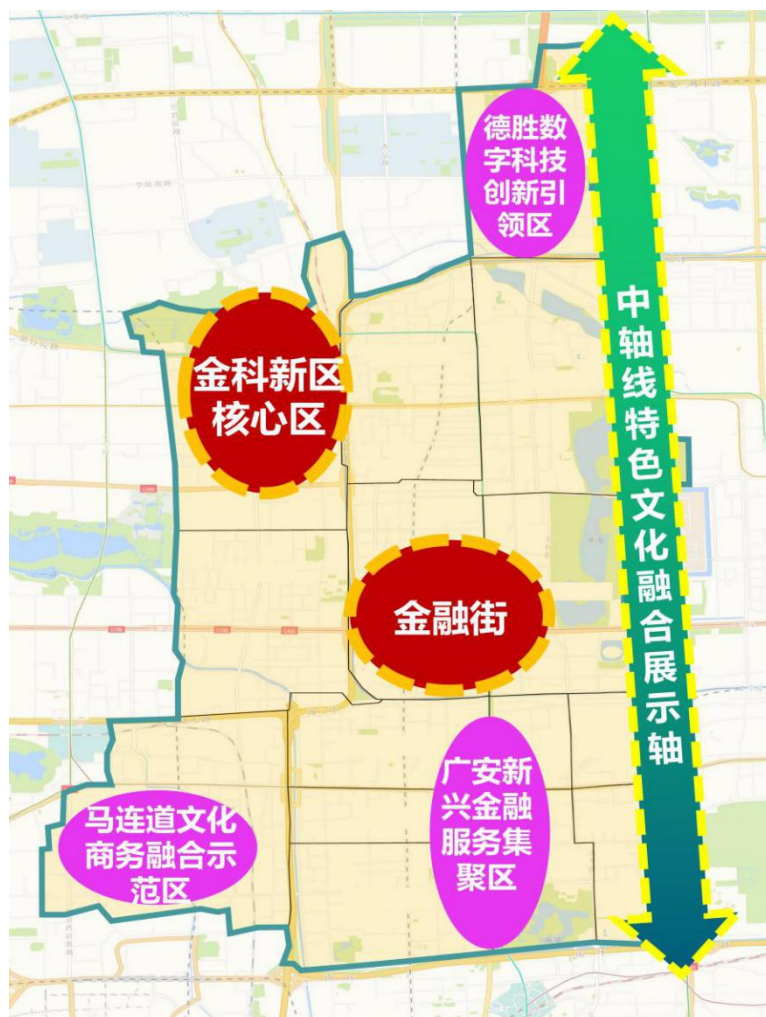 德胜数
字科技
创新引
领区
金科新区
核心区
中轴线特色文化融合展示轴
金融街
广安新
兴金融
服务集
聚区
马连道文化
商务融合示
范区